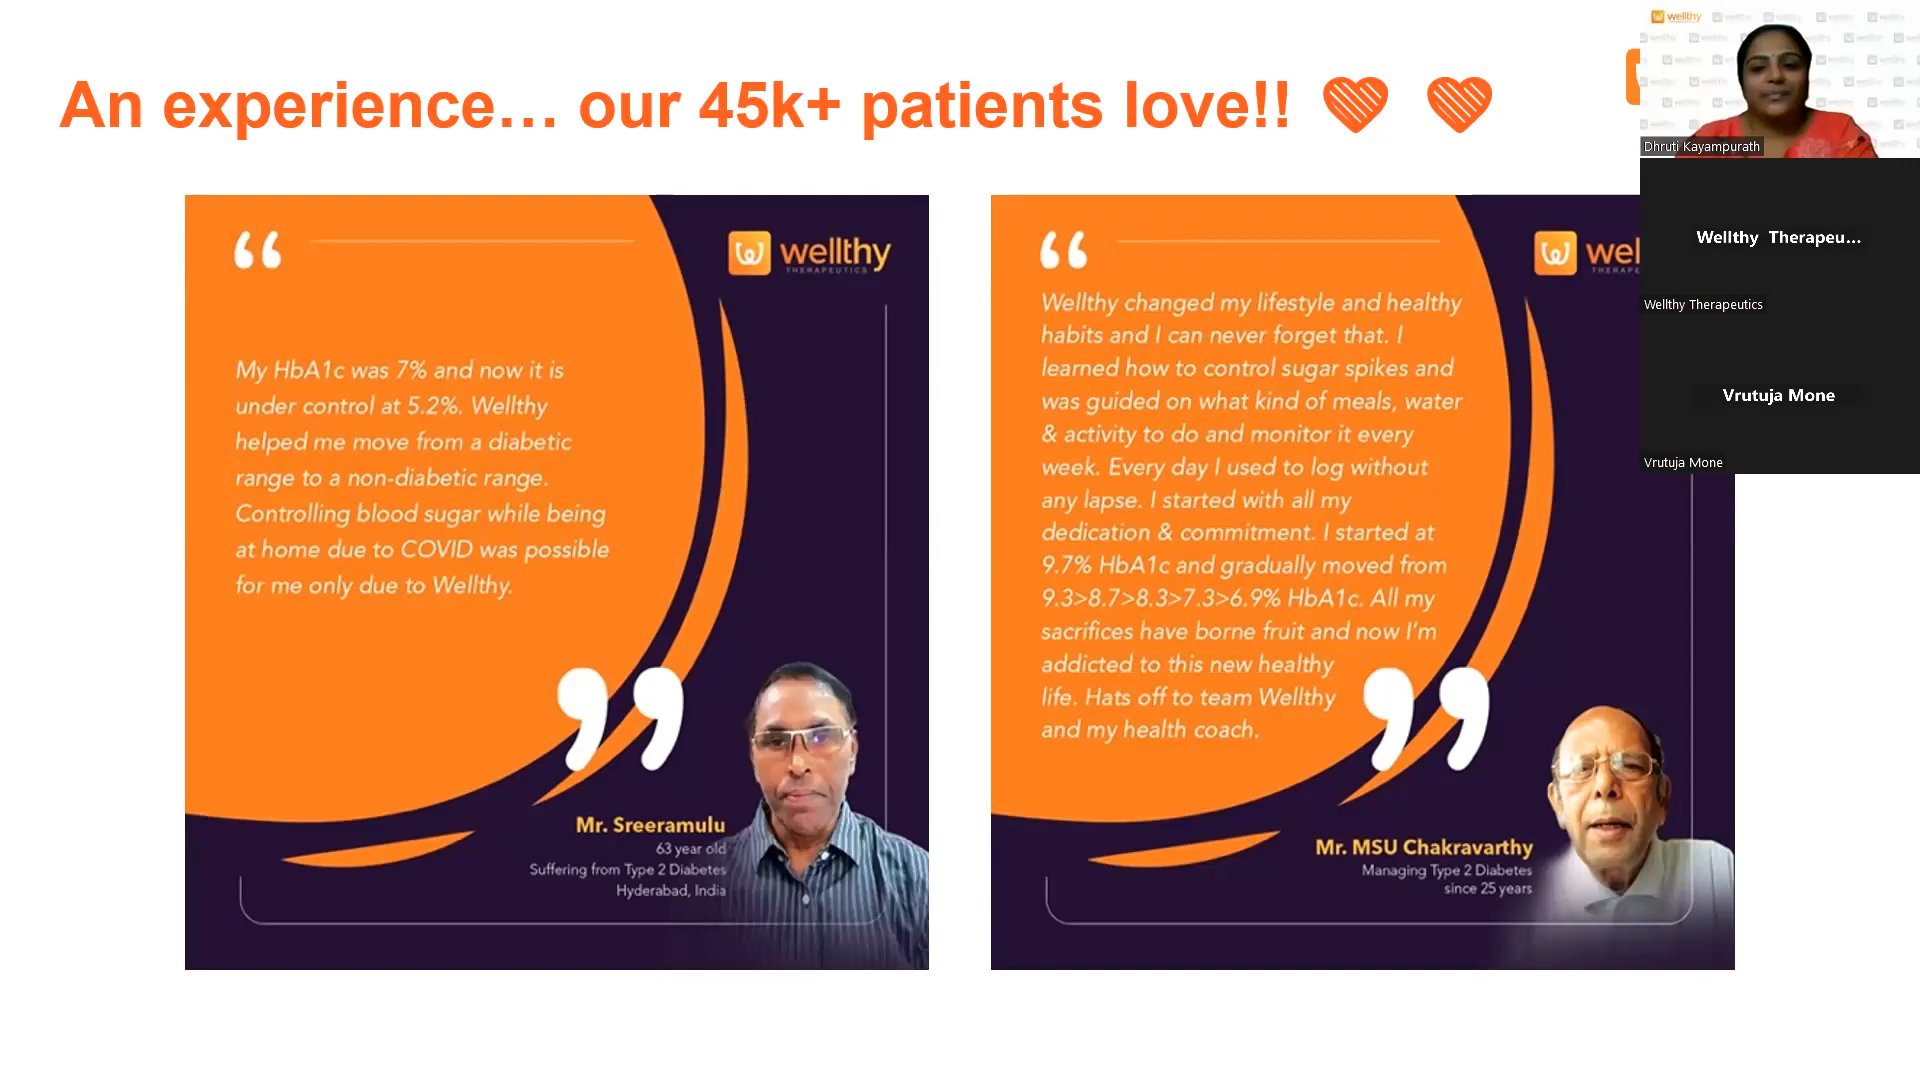 An experience... our 45k+ patients love!!
wellthy
THERAPEUTICS
My HbA1c was 7% and now it is
under control at 5.2%. Wellthy
helped me move from a diabetic
range to a non-diabetic range.
Controlling blood sugar while being
at home due to COVID was possible
for me only due to Wellthy.
Mr. Sreeramulu
63 year old
Suffering from Type 2 Diabetes
Hyderabad, India
wel
THERAPE
Wellthy changed my lifestyle and healthy
habits and I can never forget that. I
learned how to control sugar spikes and
was guided on what kind of meals, water
& activity to do and monitor it every
week. Every day I used to log without
any lapse. I started with all my
dedication & commitment. I started at
9.7% HbA1c and gradually moved from
9.3>8.7>8.3>7.3>6.9% HbA1c. All my
sacrifices have borne fruit and now I'm
addicted to this new healthy
life. Hats off to team Wellthy
and my health coach.
Mr. MSU Chakravarthy
Managing Type 2 Diabetes
since 25 years
wellthy
Dhruti Kayampurath
Wellthy Therapeu...
Wellthy Therapeutics
Vrutuja Mone
Vrutuja Mone